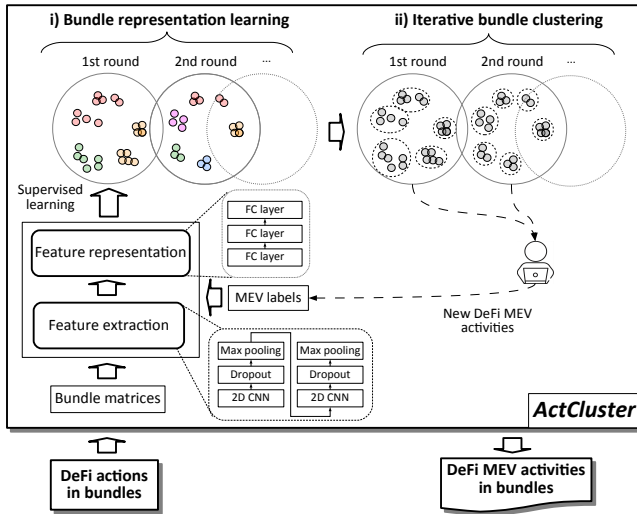 i) Bundle representation learning
ii) Iterative bundle clustering
1st round
2nd round
...
1st round
2nd round
...
Supervised
learning
Feature representation
FC layer
FC layer
FC layer
MEV labels
New DeFi MEV
activities
Feature extraction
Max pooling
Dropout
2D CNN
Max pooling
Dropout
2D CNN
Bundle matrices
ActCluster
DeFi actions
in bundles
DeFi MEV activities
in bundles